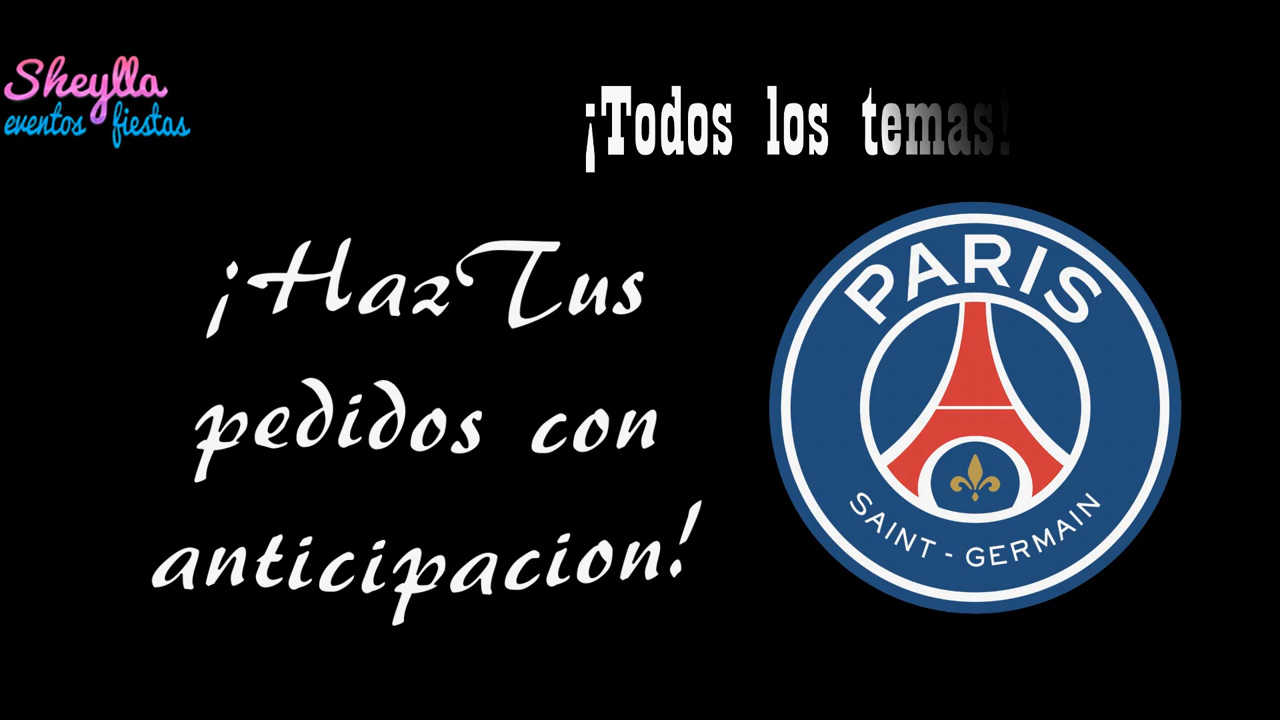 Sheylla
eventos fiestas
¡Todos los temas!
¡Haz Tus
pedidos con
anticipacion!
PARIS
SAINT-GERMAIN